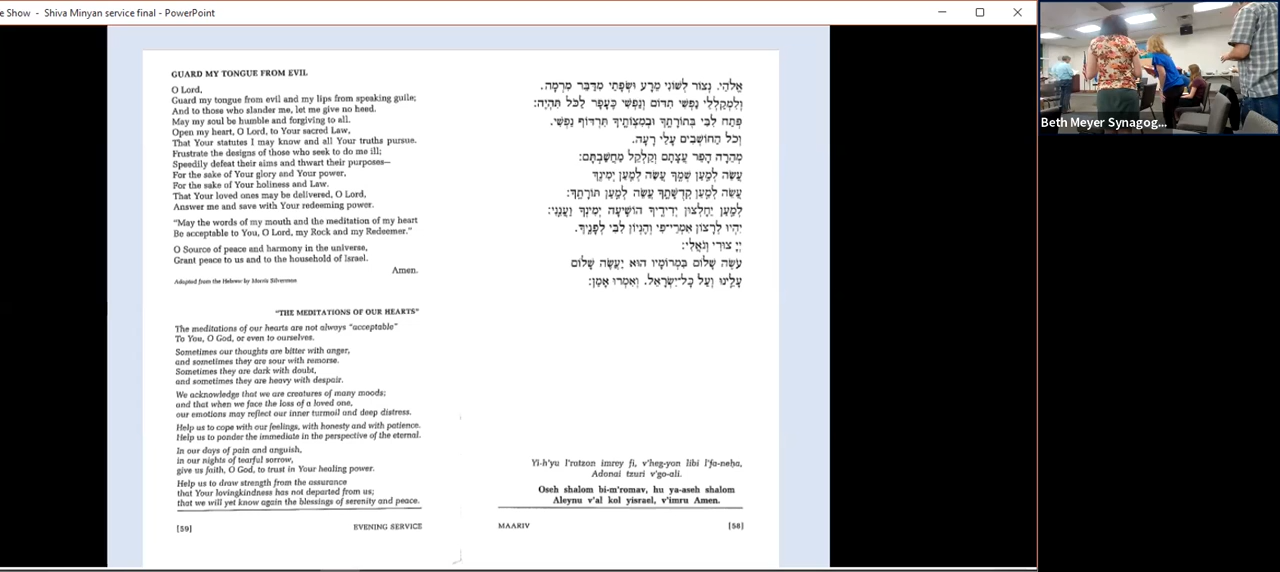 e Show - Shiva Minyan service final - PowerPoint
Beth Meyer Synagog...
GUARD MY TONGUE FROM EVIL
O Lord,
Guard my tongue from evil and my lips from speaking guile;
And to those who slander me, let me give no heed.
May my soul be humble and forgiving to all.
Open my heart, O Lord, to Your sacred Law,
That Your statutes I may know and all Your truths pursue.
Frustrate the designs of those who seek to do me ill;
Speedily defeat their aims and thwart their purposes—
For the sake of Your glory and Your power,
For the sake of Your holiness and Law.
That Your loved ones may be delivered, O Lord,
Answer me and save with Your redeeming power.
"May the words of my mouth and the meditation of my heart
Be acceptable to You, O Lord, my Rock and my Redeemer."
O Source of peace and harmony in the universe,
Grant peace to us and to the household of Israel.
Amen.
Adapted from the Hebrew by Morris Silverman
"THE MEDITATIONS OF OUR HEARTS"
The meditations of our hearts are not always "acceptable"
To You, O God, or even to ourselves.
Sometimes our thoughts are bitter with anger,
and sometimes they are sour with remorse.
Sometimes they are dark with doubt,
and sometimes they are heavy with despair.
We acknowledge that we are creatures of many moods;
and that when we face the loss of a loved one,
our emotions may reflect our inner turmoil and deep distress.
Help us to cope with our feelings, with honesty and with patience.
Help us to ponder the immediate in the perspective of the eternal.
In our days of pain and anguish,
in our nights of tearful sorrow,
give us faith, O God, to trust in Your healing power.
Help us to draw strength from the assurance
that Your lovingkindness has not departed from us;
that we will yet know again the blessings of serenity and peace.
[59] EVENING SERVICE
אֱלֹהַי. נְצוֹר לְשׁוֹנִי מֵרָע וּשְׂפָתַי מִדַּבֵּר מִרְמָה.
וְלִמְקַלְלַי נַפְשִׁי תִדּוֹם וְנַפְשִׁי כֶּעָפָר לַכֹּל תִּהְיֶה:
פְּתַח לִבִּי בְּתוֹרָתֶךָ וּבְמִצְוֹתֶיךָ תִּרְדּוֹף נַפְשִׁי.
וְכֹל הַחוֹשְׁבִים עָלַי רָעָה.
מְהֵרָה הָפֵר עֲצָתָם וְקַלְקֵל מַחֲשַׁבְתָּם:
עֲשֵׂה לְמַעַן שְׁמֶךָ עֲשֵׂה לְמַעַן יְמִינֶךָ
עֲשֵׂה לְמַעַן קְדֻשָּׁתֶךָ עֲשֵׂה לְמַעַן תּוֹרָתֶךָ:
לְמַעַן יֵחָלְצוּן יְדִידֶיךָ הוֹשִׁיעָה יְמִינְךָ וַעֲנֵנִי:
יִהְיוּ לְרָצוֹן אִמְרֵי־פִי וְהֶגְיוֹן לִבִּי לְפָנֶיךָ.
יְיָ צוּרִי וְגֹאֲלִי:
עֹשֶׂה שָׁלוֹם בִּמְרוֹמָיו הוּא יַעֲשֶׂה שָׁלוֹם
עָלֵינוּ וְעַל כָּל־יִשְׂרָאֵל. וְאִמְרוּ אָמֵן:
Yi-h'yu l'ratzon imrey fi, v'heg-yon libi l'fa-neḥa,
Adonai tzuri v'go-ali.
Oseh shalom bi-m'romav, hu ya-aseh shalom
Aleynu v'al kol yisrael, v'imru Amen.
MAARIV [58]